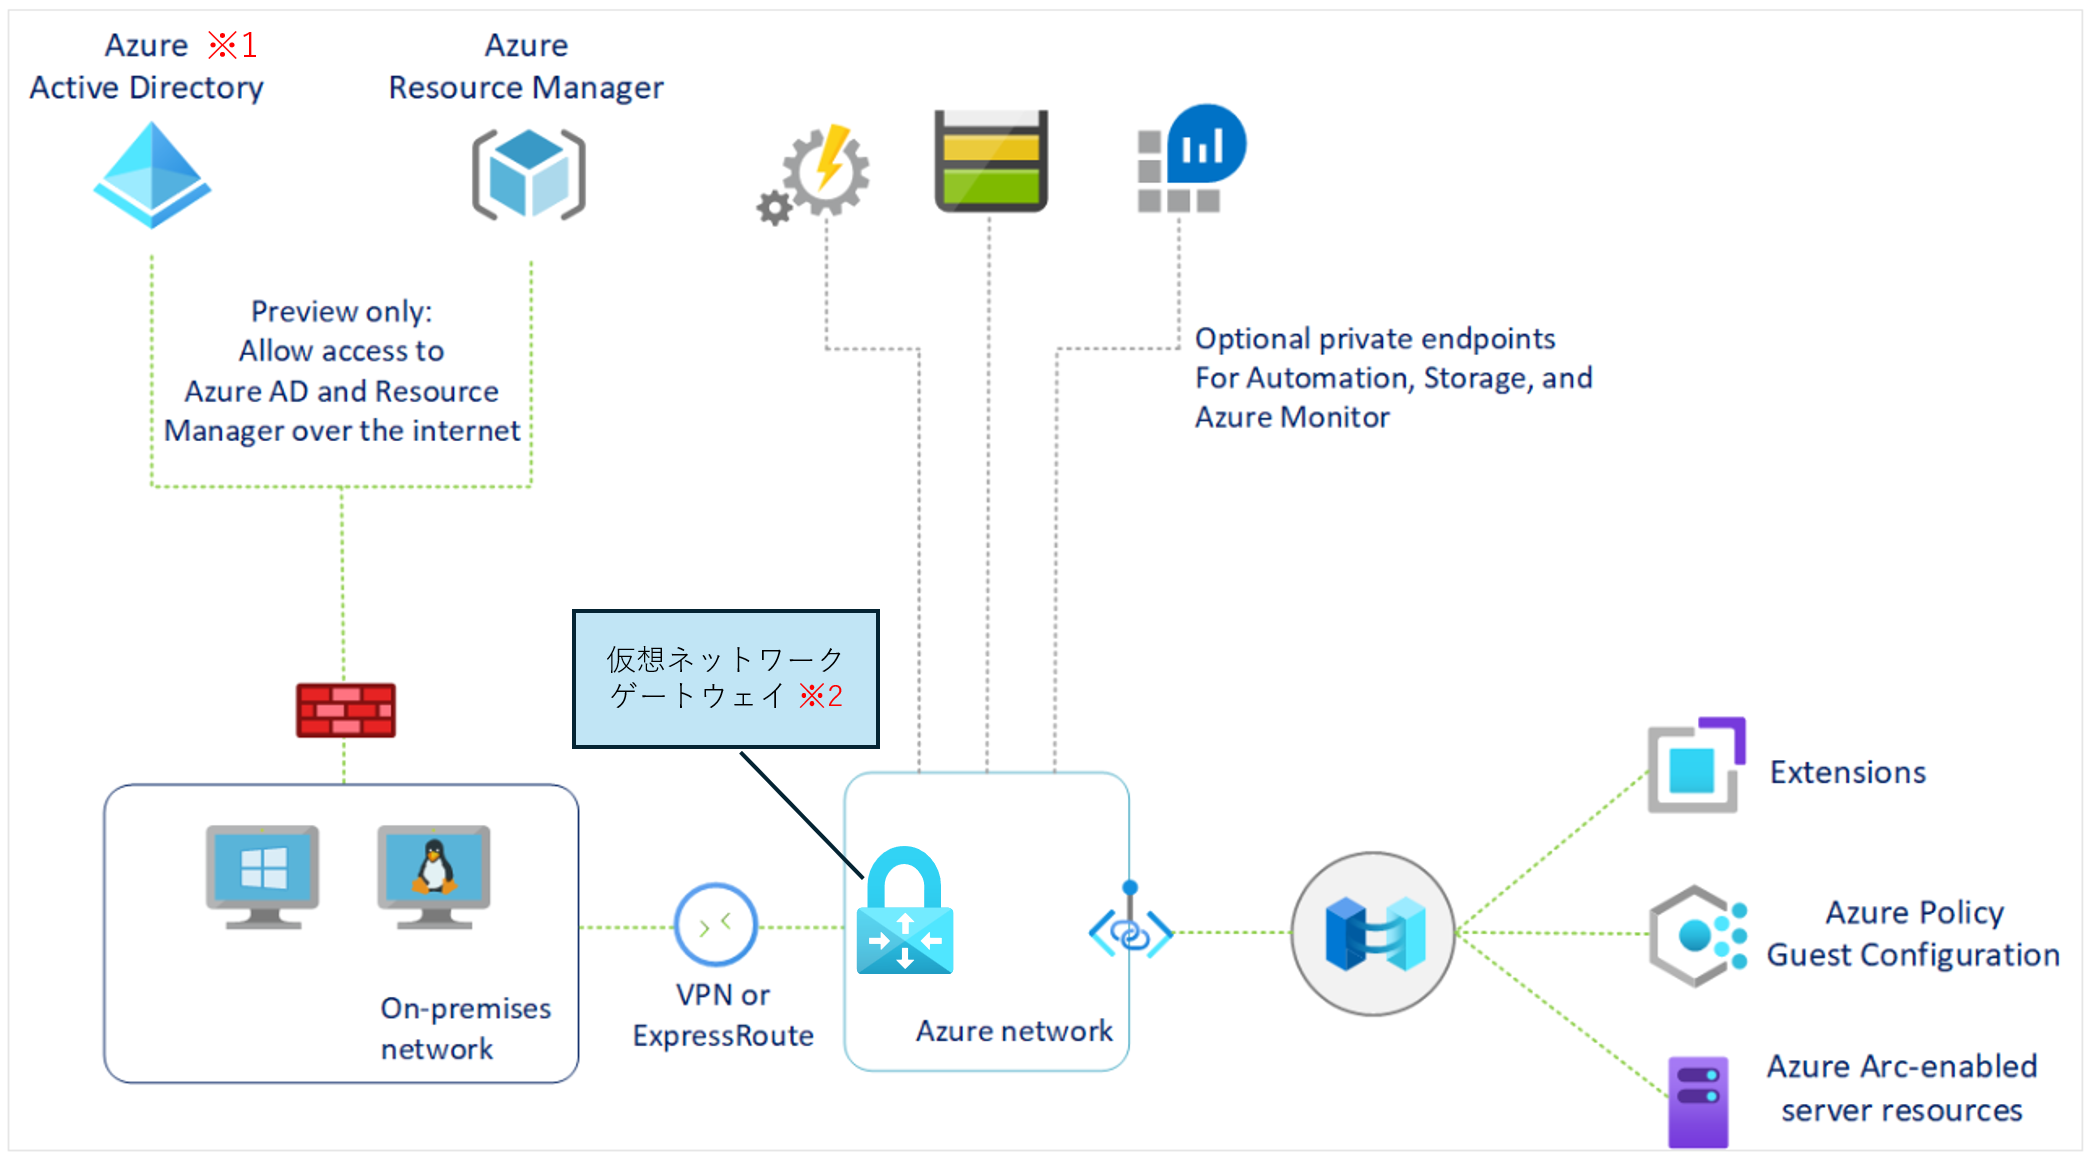 Azure ※1
Active Directory
Azure
Resource Manager
Preview only:
Allow access to
Azure AD and Resource
Manager over the internet
Optional private endpoints
For Automation, Storage, and
Azure Monitor
仮想ネットワーク
ゲートウェイ ※2
On-premises
network
VPN or
ExpressRoute
Azure network
Extensions
Azure Policy
Guest Configuration
Azure Arc-enabled
server resources